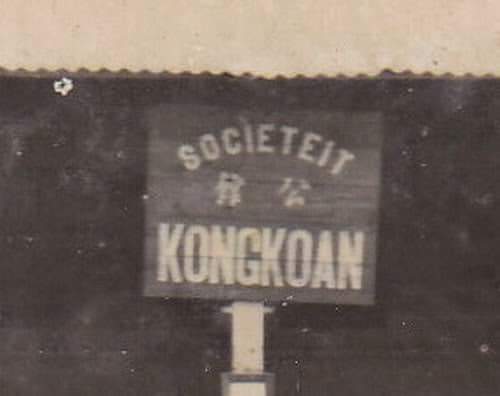 SOCIETEIT
公館
KONGKOAN